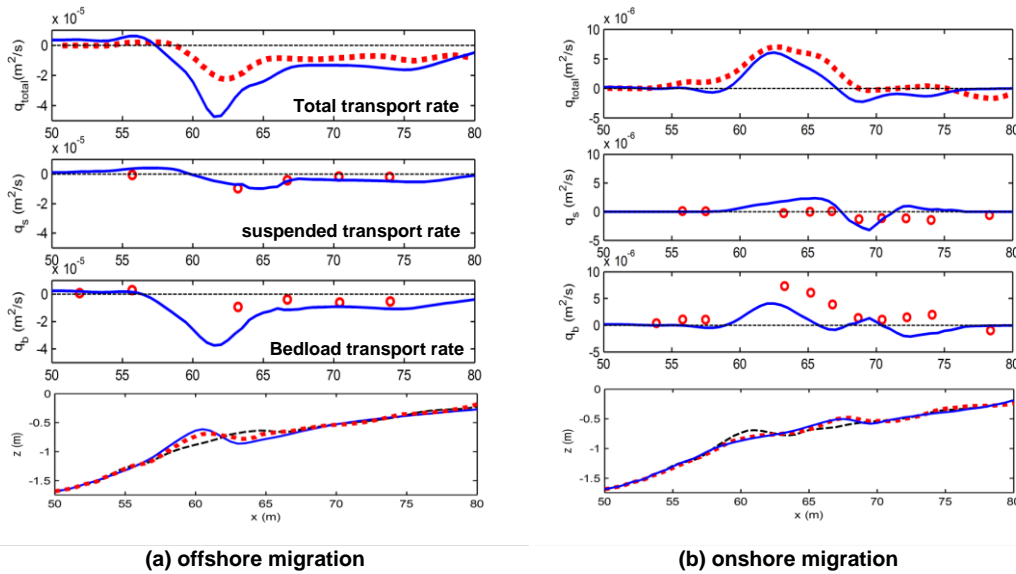 × 10⁻⁵
q_total (m²/s)
0
-2
-4
Total transport rate
50 55 60 65 70 75 80
× 10⁻⁵
q_s (m²/s)
0
-2
-4
suspended transport rate
50 55 60 65 70 75 80
× 10⁻⁵
q_b (m²/s)
0
-2
-4
Bedload transport rate
50 55 60 65 70 75 80
z (m)
0
-0.5
-1
-1.5
50 55 60 65 70 75 80
x (m)
(a) offshore migration
× 10⁻⁶
q_total (m²/s)
10
5
0
-5
50 55 60 65 70 75 80
× 10⁻⁶
q_s (m²/s)
10
5
0
-5
50 55 60 65 70 75 80
× 10⁻⁶
q_b (m²/s)
10
5
0
-5
50 55 60 65 70 75 80
z (m)
0
-0.5
-1
-1.5
50 55 60 65 70 75 80
x (m)
(b) onshore migration